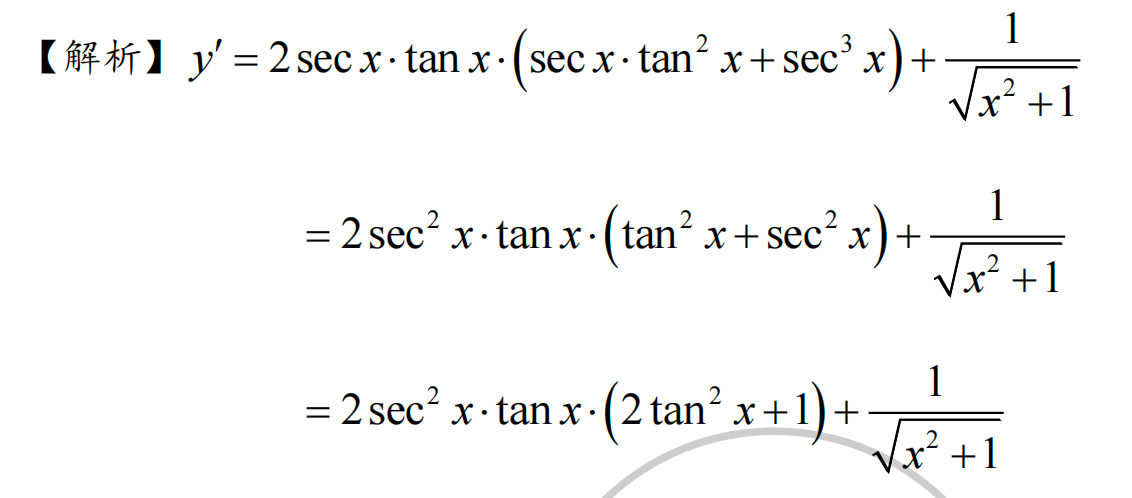 【解析】 y′ = 2 sec x · tan x · (sec x · tan² x + sec³ x) + 1/√(x² + 1)
= 2 sec² x · tan x · (tan² x + sec² x) + 1/√(x² + 1)
= 2 sec² x · tan x · (2 tan² x + 1) + 1/√(x² + 1)